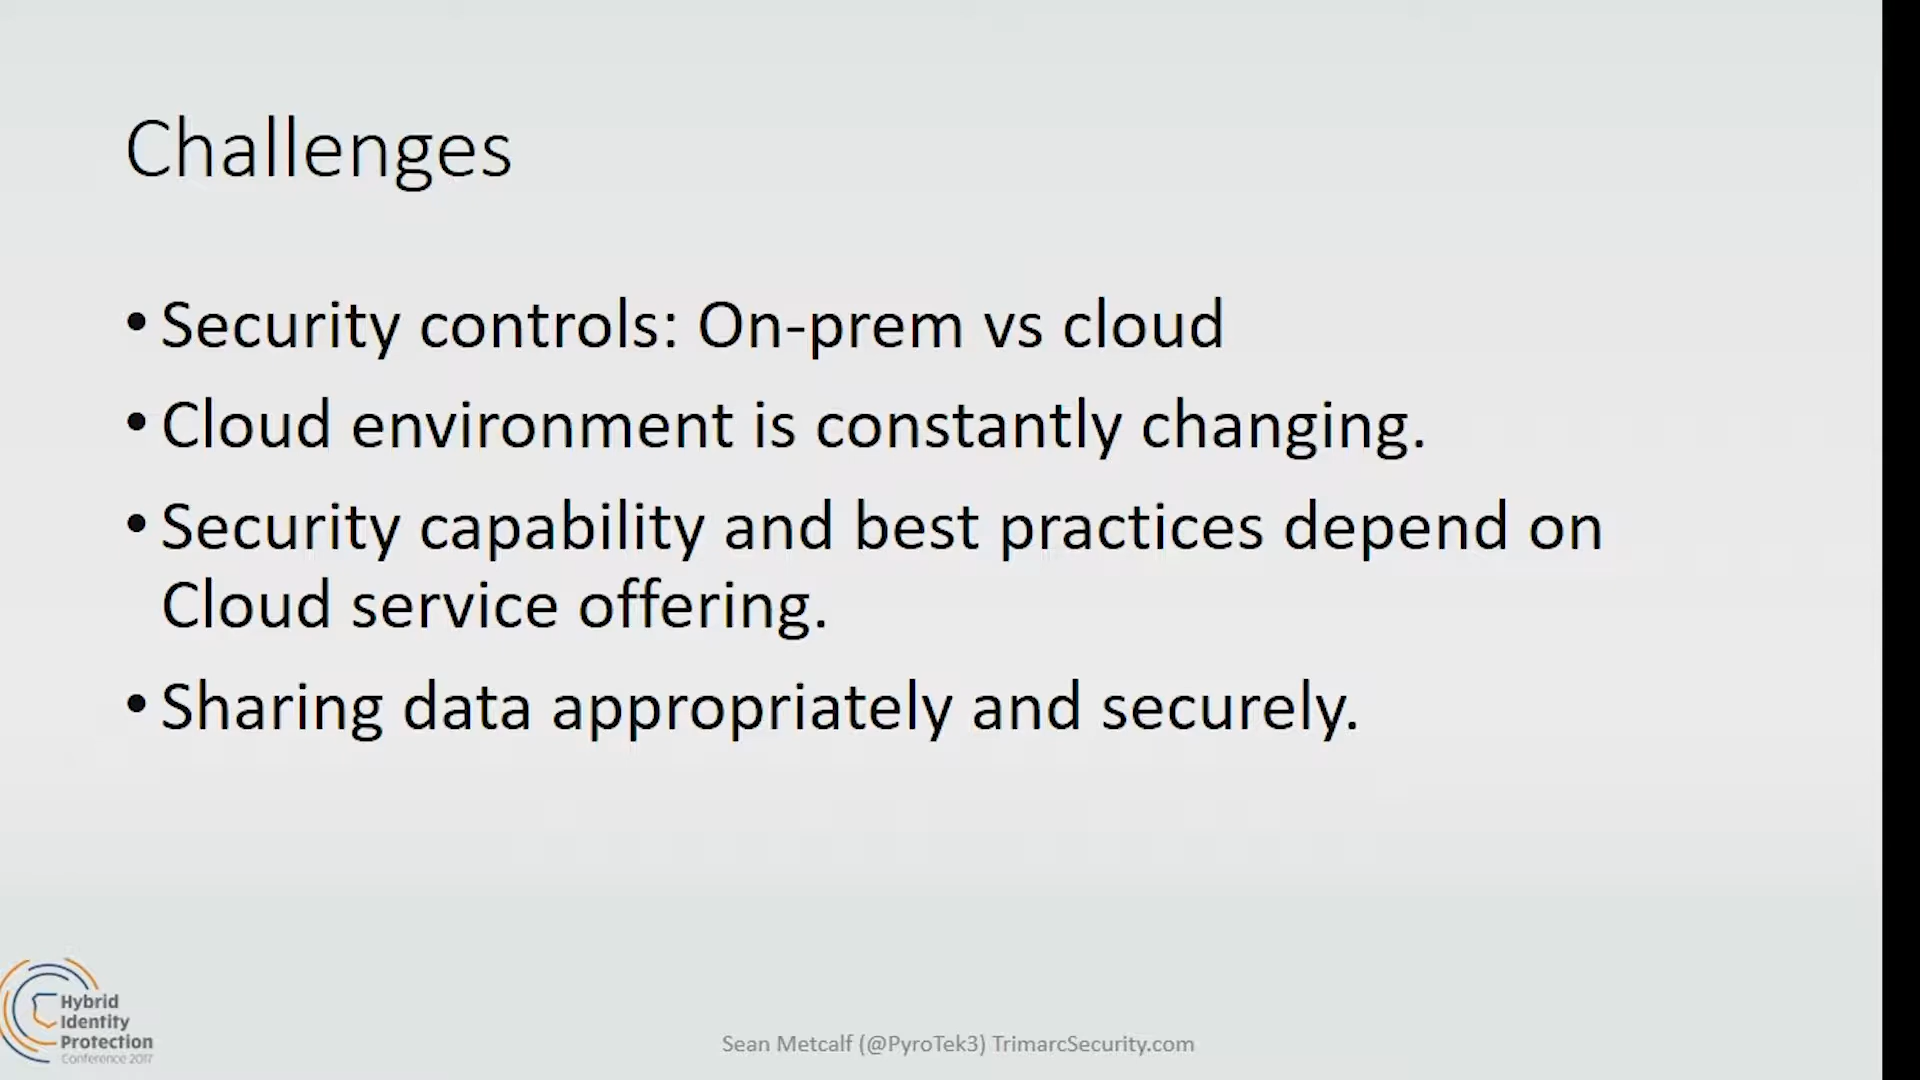 Challenges
• Security controls: On-prem vs cloud
• Cloud environment is constantly changing.
• Security capability and best practices depend on
Cloud service offering.
• Sharing data appropriately and securely.
Hybrid
Identity
Protection
Conference 2017
Sean Metcalf (@PyroTek3) TrimarcSecurity.com